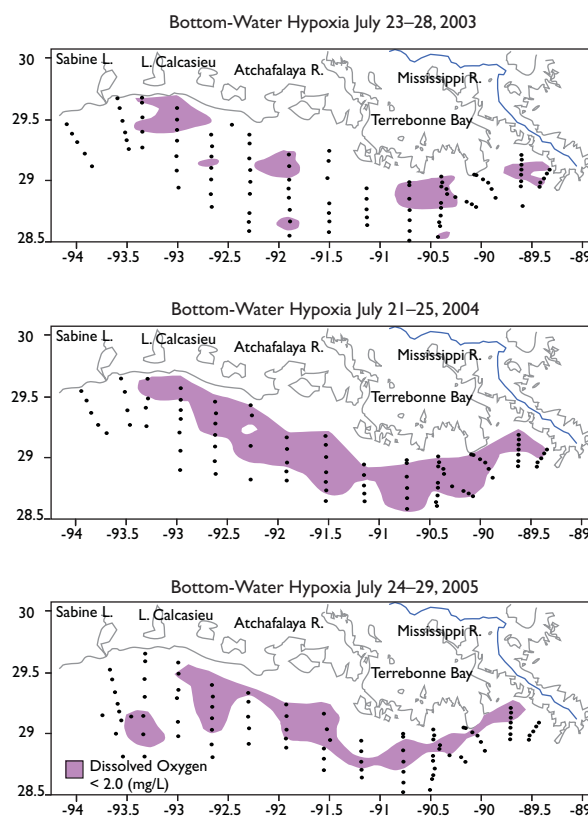 Bottom-Water Hypoxia July 23–28, 2003
30
Sabine L.
L. Calcasieu
Atchafalaya R.
Mississippi R.
29.5
Terrebonne Bay
29
28.5
-94 -93.5 -93 -92.5 -92 -91.5 -91 -90.5 -90 -89.5 -89
Bottom-Water Hypoxia July 21–25, 2004
30
Sabine L.
L. Calcasieu
Atchafalaya R.
Mississippi R.
29.5
Terrebonne Bay
29
28.5
-94 -93.5 -93 -92.5 -92 -91.5 -91 -90.5 -90 -89.5 -89
Bottom-Water Hypoxia July 24–29, 2005
30
Sabine L.
L. Calcasieu
Atchafalaya R.
Mississippi R.
29.5
Terrebonne Bay
29
Dissolved Oxygen
< 2.0 (mg/L)
28.5
-94 -93.5 -93 -92.5 -92 -91.5 -91 -90.5 -90 -89.5 -89